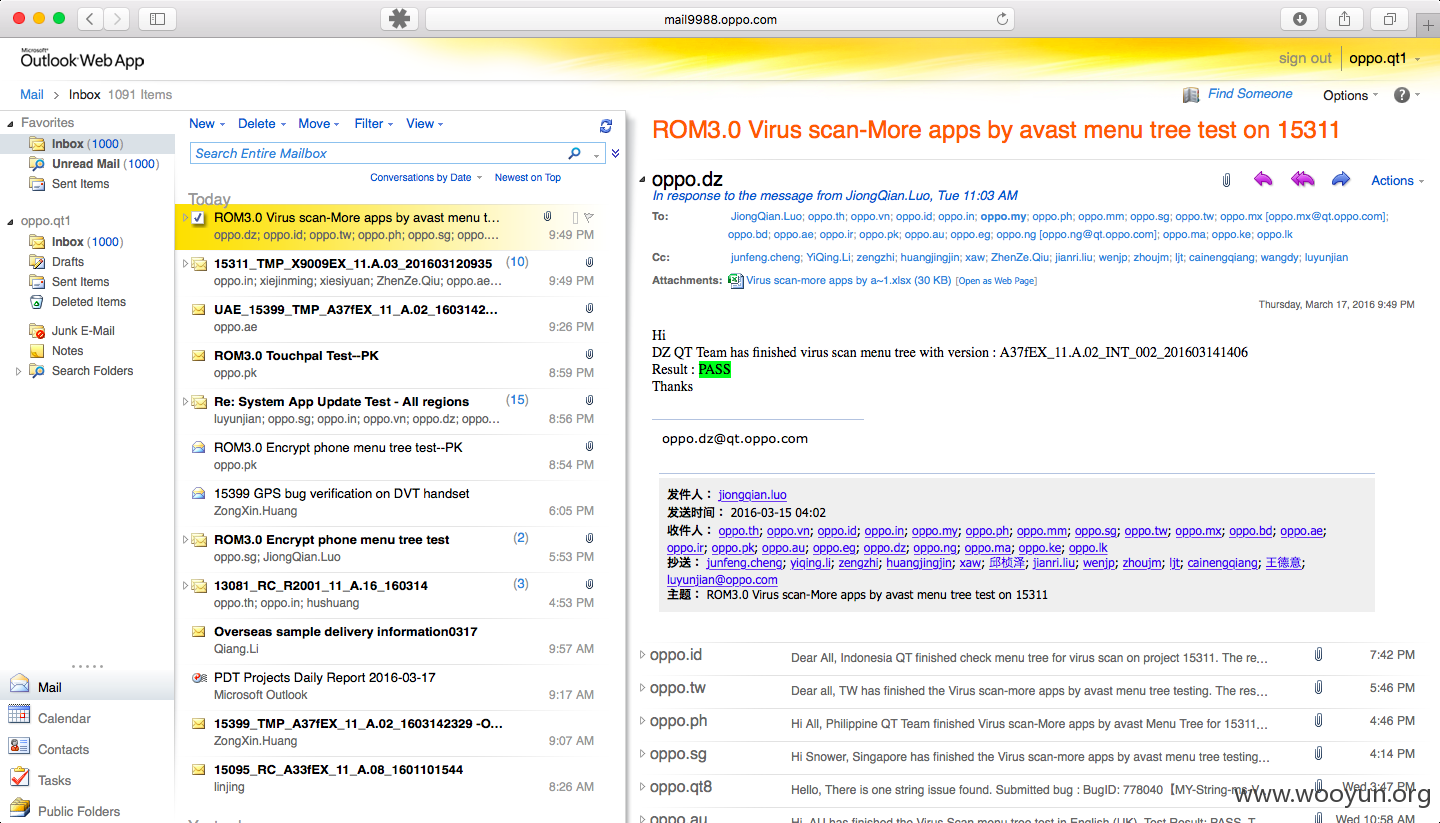 mail9988.oppo.com
Microsoft®
Outlook Web App
sign out oppo.qt1
Mail > Inbox 1091 Items
Find Someone Options
Favorites
Inbox (1000)
Unread Mail (1000)
Sent Items
oppo.qt1
Inbox (1000)
Drafts
Sent Items
Deleted Items
Junk E-Mail
Notes
Search Folders
Mail
Calendar
Contacts
Tasks
Public Folders
New Delete Move Filter View
Search Entire Mailbox
Conversations by Date Newest on Top
Today
ROM3.0 Virus scan-More apps by avast menu t...
oppo.dz; oppo.id; oppo.tw; oppo.ph; oppo.sg; oppo.... 9:49 PM
15311_TMP_X9009EX_11.A.03_201603120935 (10)
oppo.in; xiejinming; xiesiyuan; ZhenZe.Qiu; oppo.ae... 9:49 PM
UAE_15399_TMP_A37fEX_11_A.02_1603142...
oppo.ae 9:26 PM
ROM3.0 Touchpal Test--PK
oppo.pk 8:59 PM
Re: System App Update Test - All regions (15)
luyunjian; oppo.sg; oppo.in; oppo.vn; oppo.dz; oppo... 8:56 PM
ROM3.0 Encrypt phone menu tree test--PK
oppo.pk 8:54 PM
15399 GPS bug verification on DVT handset
ZongXin.Huang 6:05 PM
ROM3.0 Encrypt phone menu tree test (2)
oppo.sg; JiongQian.Luo 5:53 PM
13081_RC_R2001_11_A.16_160314 (3)
oppo.th; oppo.in; hushuang 4:53 PM
Overseas sample delivery information0317
Qiang.Li 9:57 AM
PDT Projects Daily Report 2016-03-17
Microsoft Outlook 9:17 AM
15399_TMP_A37fEX_11_A.02_1603142329 -O...
ZongXin.Huang 9:07 AM
15095_RC_A33fEX_11_A.08_1601101544
linjing 8:26 AM
ROM3.0 Virus scan-More apps by avast menu tree test on 15311
oppo.dz
Actions
In response to the message from JiongQian.Luo, Tue 11:03 AM
To: JiongQian.Luo; oppo.th; oppo.vn; oppo.id; oppo.in; oppo.my; oppo.ph; oppo.mm; oppo.sg; oppo.tw; oppo.mx [oppo.mx@qt.oppo.com];
oppo.bd; oppo.ae; oppo.ir; oppo.pk; oppo.au; oppo.eg; oppo.ng [oppo.ng@qt.oppo.com]; oppo.ma; oppo.ke; oppo.lk
Cc: junfeng.cheng; YiQing.Li; zengzhi; huangjingjin; xaw; ZhenZe.Qiu; jianri.liu; wenjp; zhoujm; ljt; cainengqiang; wangdy; luyunjian
Attachments: Virus scan-more apps by a~1.xlsx (30 KB) [Open as Web Page]
Thursday, March 17, 2016 9:49 PM
Hi
DZ QT Team has finished virus scan menu tree with version : A37fEX_11.A.02_INT_002_201603141406
Result : PASS
Thanks
oppo.dz@qt.oppo.com
发件人： jiongqian.luo
发送时间： 2016-03-15 04:02
收件人： oppo.th; oppo.vn; oppo.id; oppo.in; oppo.my; oppo.ph; oppo.mm; oppo.sg; oppo.tw; oppo.mx; oppo.bd; oppo.ae;
oppo.ir; oppo.pk; oppo.au; oppo.eg; oppo.dz; oppo.ng; oppo.ma; oppo.ke; oppo.lk
抄送： junfeng.cheng; yiqing.li; zengzhi; huangjingjin; xaw; 邱桢泽; jianri.liu; wenjp; zhoujm; ljt; cainengqiang; 王德意;
luyunjian@oppo.com
主题： ROM3.0 Virus scan-More apps by avast menu tree test on 15311
oppo.id Dear All, Indonesia QT finished check menu tree for virus scan on project 15311. The re... 7:42 PM
oppo.tw Dear all, TW has finished the Virus scan-more apps by avast menu tree testing. The res... 5:46 PM
oppo.ph Hi All, Philippine QT Team finished Virus scan-More apps by avast Menu Tree for 15311... 4:46 PM
oppo.sg Hi Snower, Singapore has finished the Virus scan-more apps by avast menu tree testing... 4:14 PM
oppo.qt8 Hello, There is one string issue found. Submitted bug : BugID: 778040【MY-String-ms-V... Wed 3:47 PM
www.wooyun.org
oppo.au Hi, AU has finished the Virus Scan menu tree test in English (UK). Test Result: PASS. T... Wed 10:58 AM